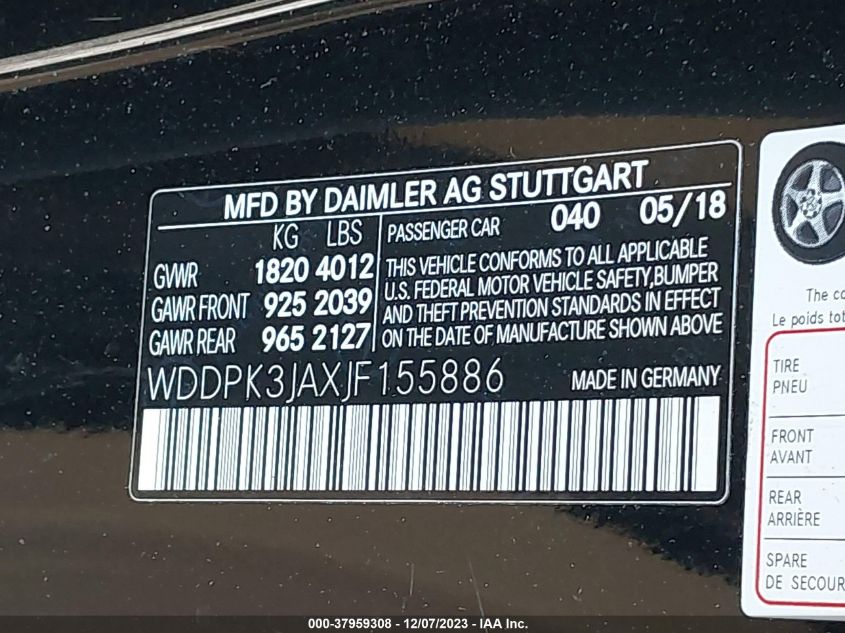 MFD BY DAIMLER AG STUTTGART
KG LBS
GVWR 1820 4012
GAWR FRONT 925 2039
GAWR REAR 965 2127
PASSENGER CAR 040 05/18
THIS VEHICLE CONFORMS TO ALL APPLICABLE
U.S. FEDERAL MOTOR VEHICLE SAFETY,BUMPER
AND THEFT PREVENTION STANDARDS IN EFFECT
ON THE DATE OF MANUFACTURE SHOWN ABOVE
WDDPK3JAXJF155886 MADE IN GERMANY
The
Le poids
TIRE
PNEU
FRONT
AVANT
REAR
ARRIÈRE
SPARE
DE
000-37959308 - 12/07/2023 - IAA Inc.